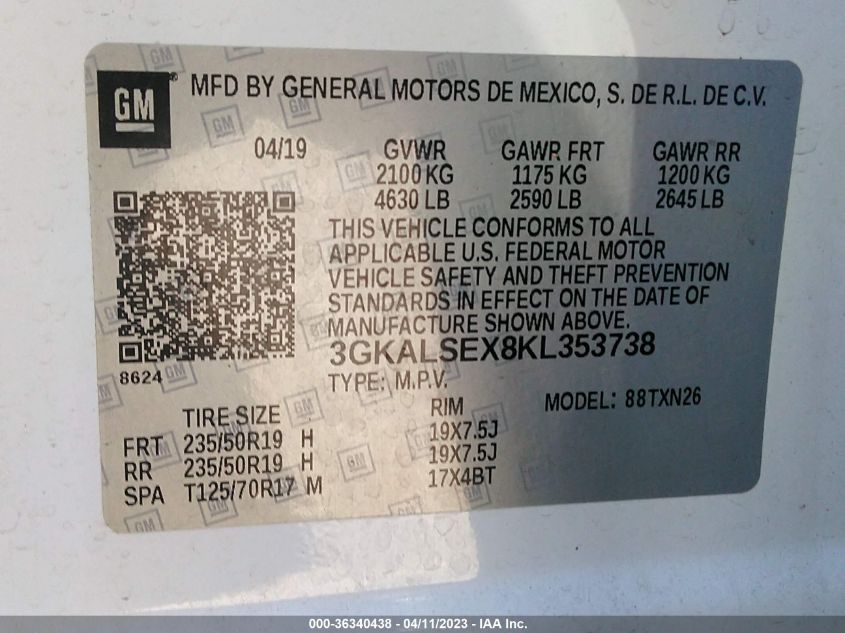 GM MFD BY GENERAL MOTORS DE MEXICO, S. DE R.L. DE C.V.
04/19 GVWR GAWR FRT GAWR RR
2100 KG 1175 KG 1200 KG
4630 LB 2590 LB 2645 LB
THIS VEHICLE CONFORMS TO ALL
APPLICABLE U.S. FEDERAL MOTOR
VEHICLE SAFETY AND THEFT PREVENTION
STANDARDS IN EFFECT ON THE DATE OF
MANUFACTURE SHOWN ABOVE.
3GKALSEX8KL353738
8624
TYPE: M.P.V. MODEL: 88TXN26
TIRE SIZE RIM
FRT 235/50R19 H 19X7.5J
RR 235/50R19 H 19X7.5J
SPA T125/70R17 M 17X4BT
000-36340438 - 04/11/2023 - IAA Inc.